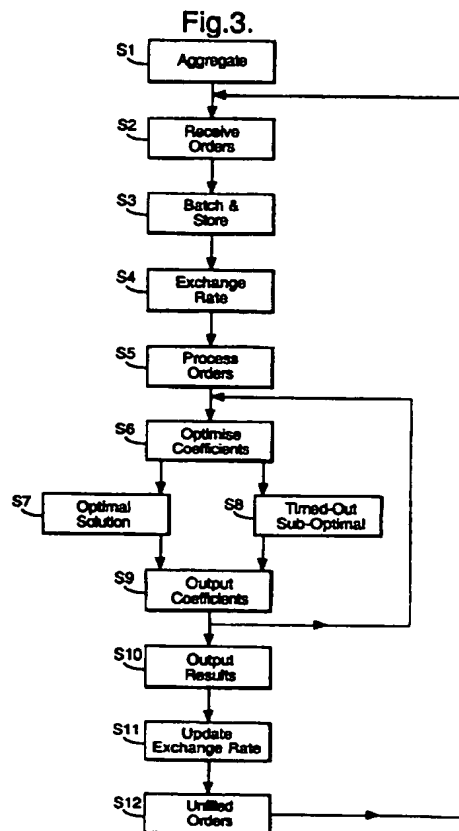 Fig.3.
S1
Aggregate
S2
Receive
Orders
S3
Batch &
Store
S4
Exchange
Rate
S5
Process
Orders
S6
Optimise
Coefficients
S7
Optimal
Solution
S8
Timed-Out
Sub-Optimal
S9
Output
Coefficients
S10
Output
Results
S11
Update
Exchange Rate
S12
Unfilled
Orders